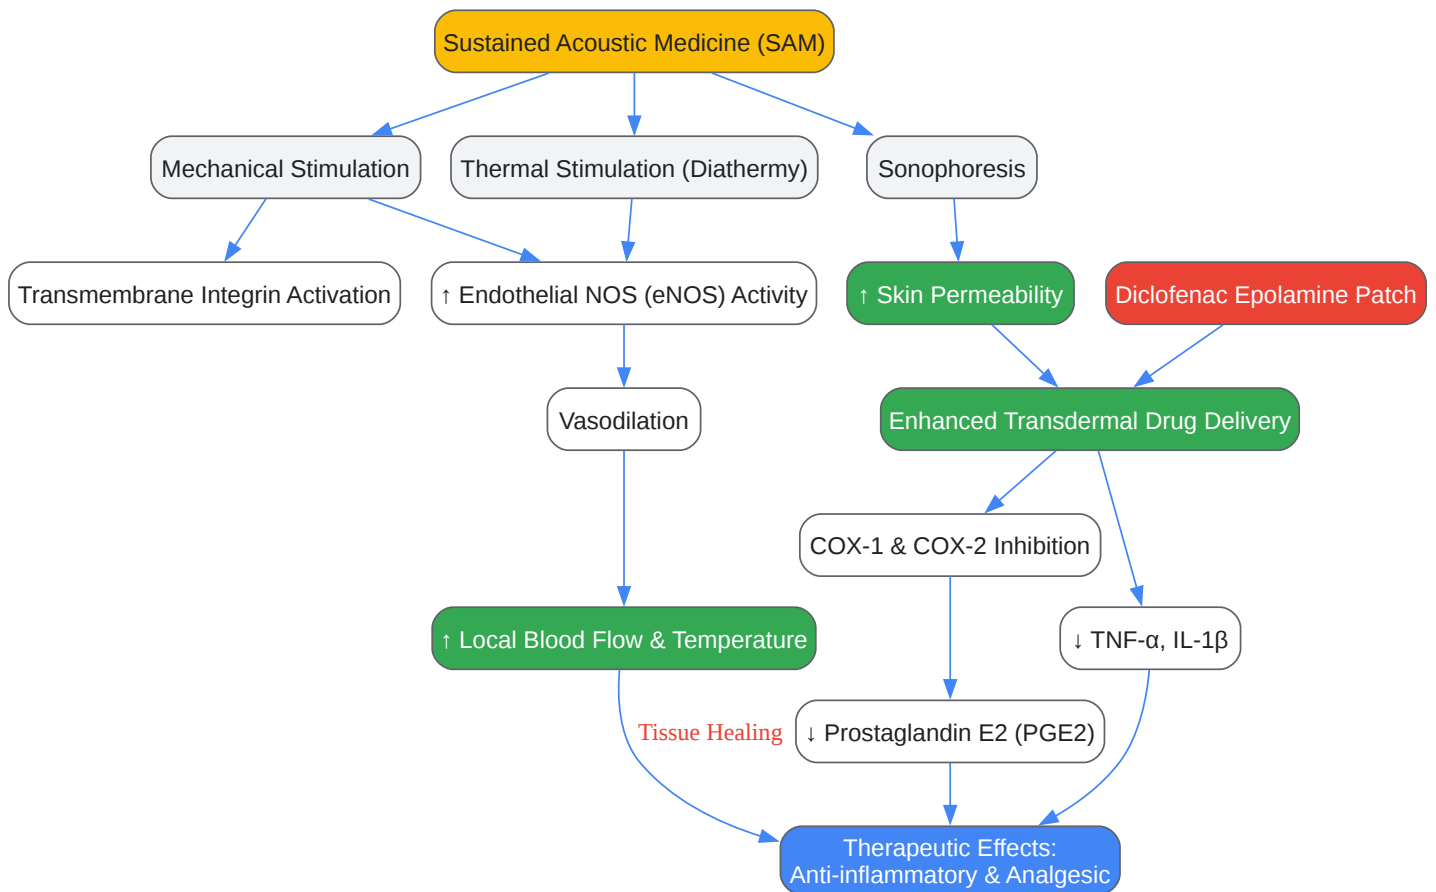 Sustained Acoustic Medicine (SAM)
Mechanical Stimulation
Thermal Stimulation (Diathermy)
Sonophoresis
Transmembrane Integrin Activation
↑ Endothelial NOS (eNOS) Activity
↑ Skin Permeability
Diclofenac Epolamine Patch
Vasodilation
Enhanced Transdermal Drug Delivery
COX-1 & COX-2 Inhibition
↑ Local Blood Flow & Temperature
↓ TNF-α, IL-1β
Tissue Healing
↓ Prostaglandin E2 (PGE2)
Therapeutic Effects:
Anti-inflammatory & Analgesic